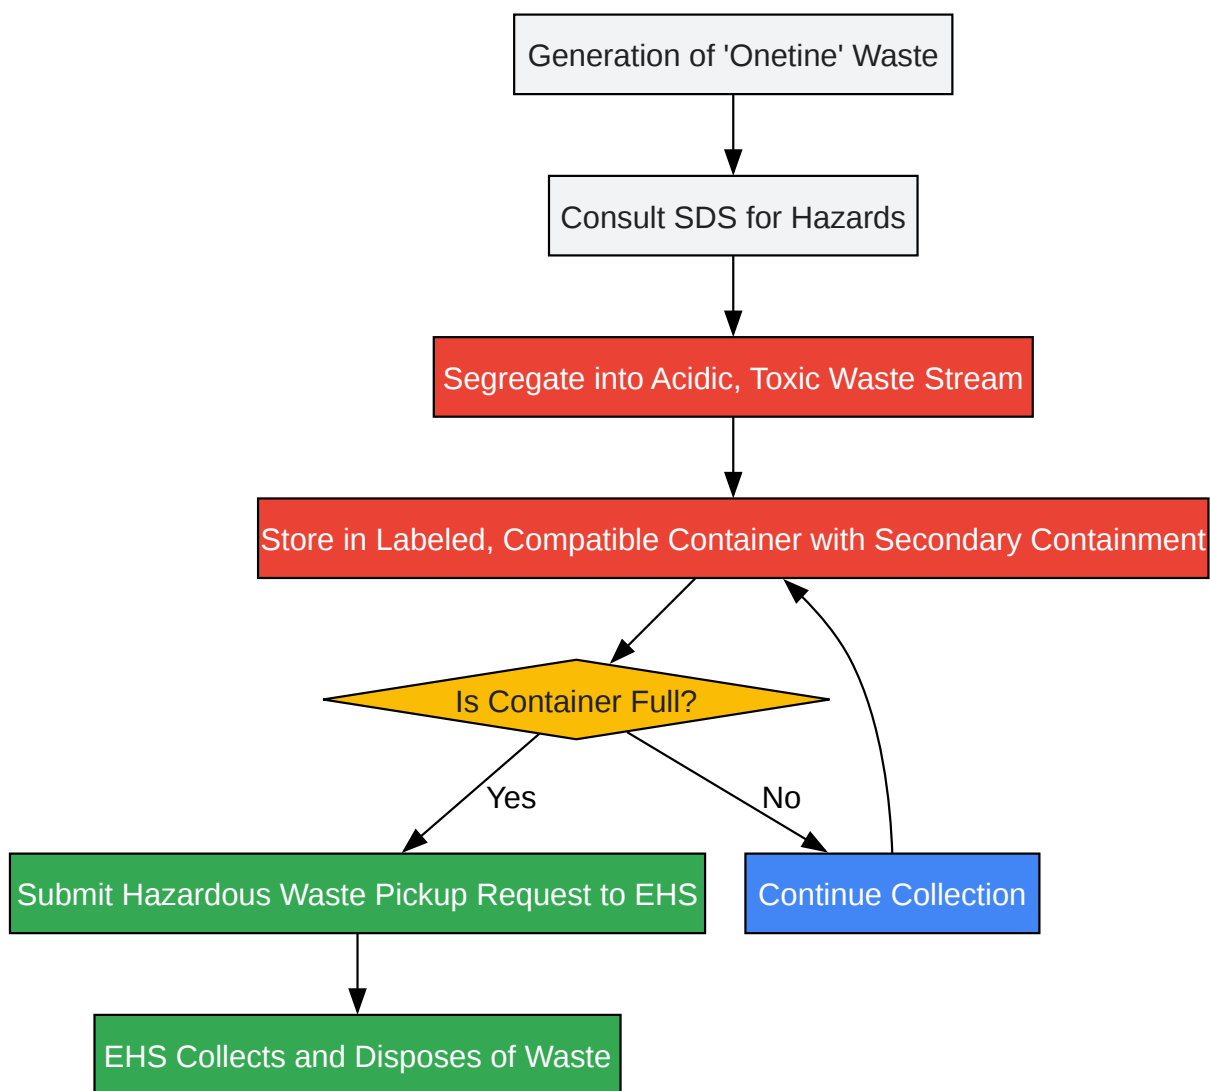 Generation of 'Onetine' Waste
Consult SDS for Hazards
Segregate into Acidic, Toxic Waste Stream
Store in Labeled, Compatible Container with Secondary Containment
Is Container Full?
Yes
No
Submit Hazardous Waste Pickup Request to EHS
Continue Collection
EHS Collects and Disposes of Waste